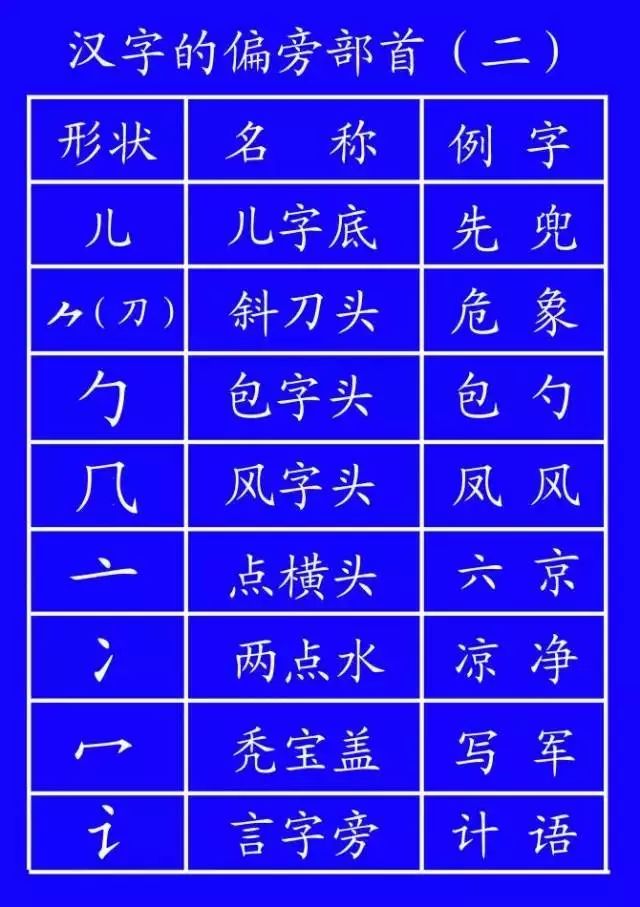 汉字的偏旁部首（二）
形状 名称 例字
儿 儿字底 先 兜
⺈（刀） 斜刀头 危 象
勹 包字头 包 勺
几 风字头 凤 风
亠 点横头 六 京
冫 两点水 凉 净
冖 秃宝盖 写 军
讠 言字旁 计 语